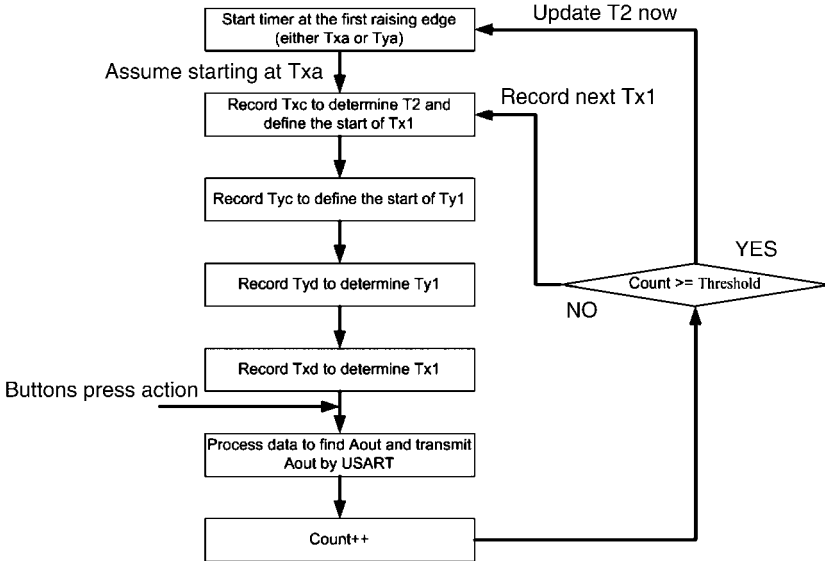 Start timer at the first raising edge
(either Txa or Tya)
Update T2 now
Assume starting at Txa
Record Txc to determine T2 and
define the start of Tx1
Record next Tx1
Record Tyc to define the start of Ty1
YES
Count >= Threshold
NO
Record Tyd to determine Ty1
Record Txd to determine Tx1
Buttons press action
Process data to find Aout and transmit
Aout by USART
Count++